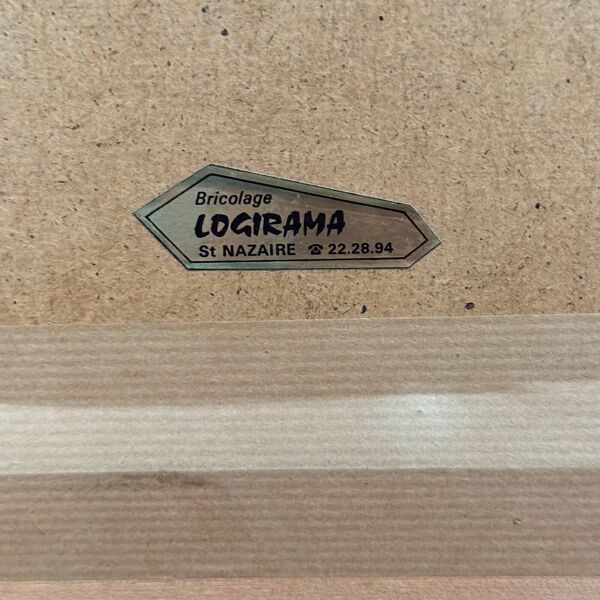 Bricolage
LOGIRAMA
St NAZAIRE ☎ 22.28.94